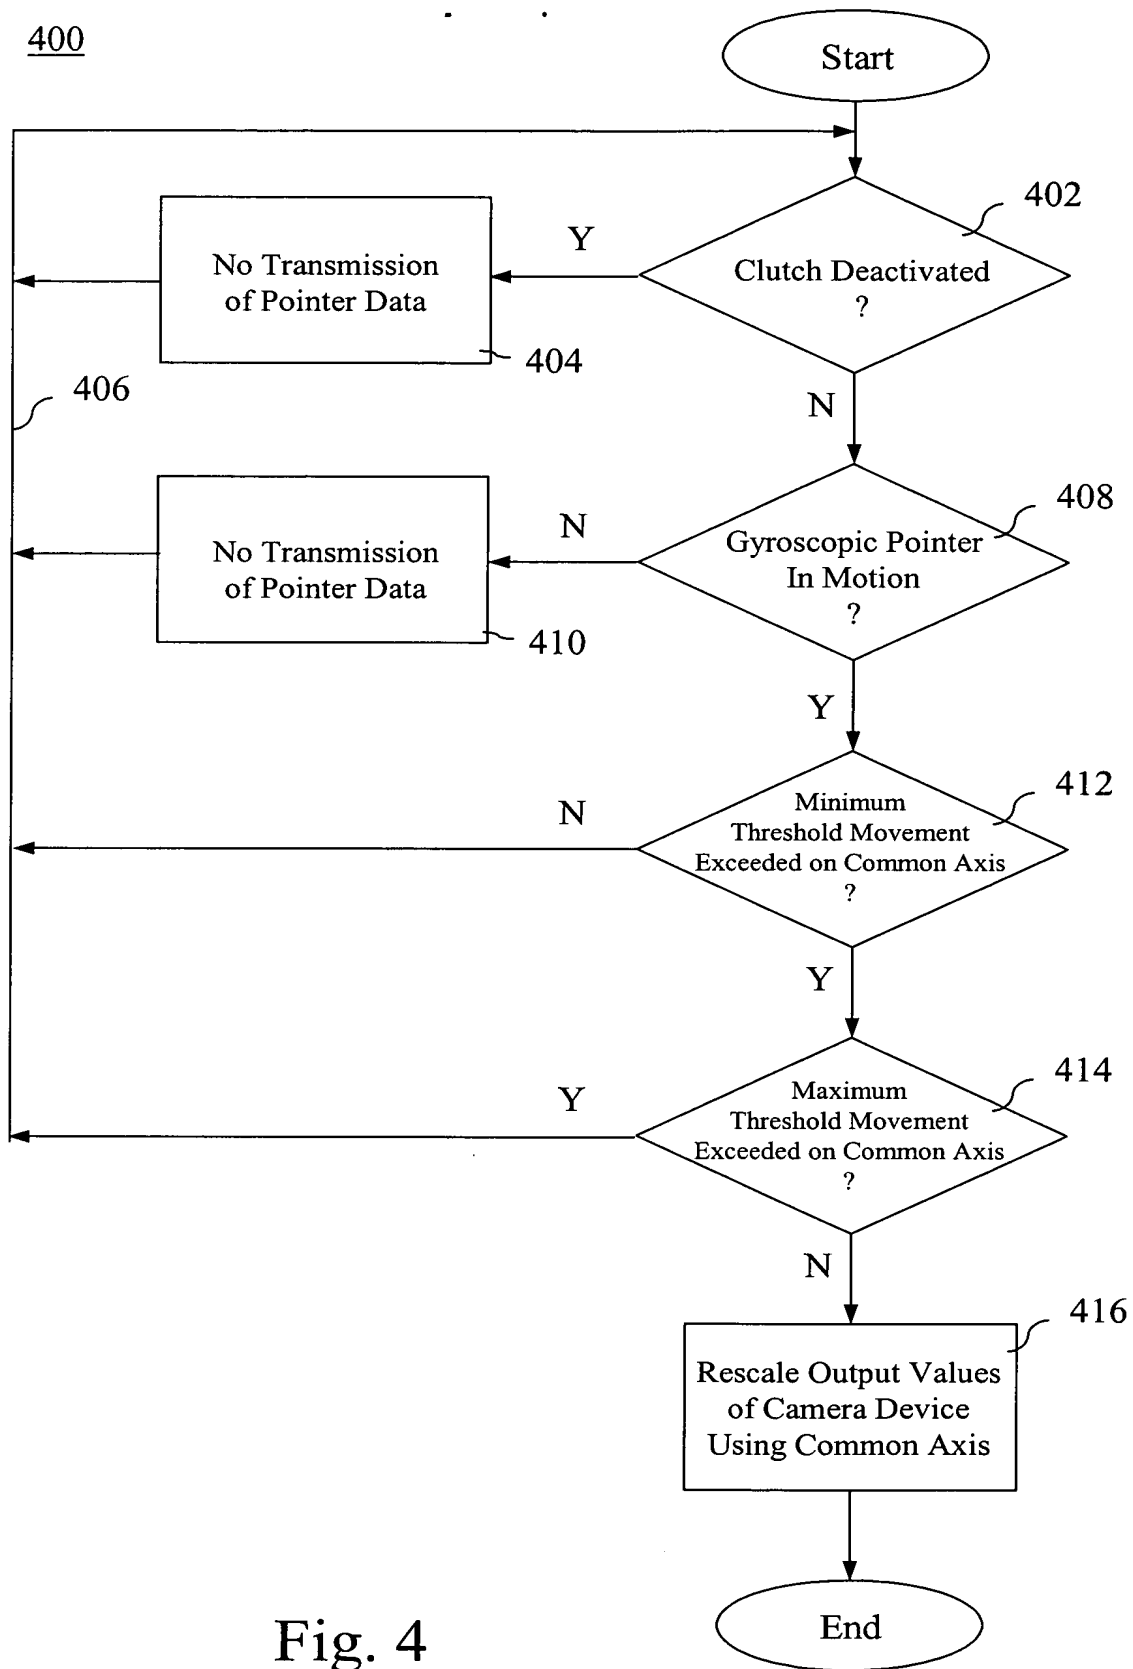 400
Start
402
Clutch Deactivated
?
Y
No Transmission
of Pointer Data
404
406
N
408
Gyroscopic Pointer
In Motion
?
N
No Transmission
of Pointer Data
410
Y
412
Minimum
Threshold Movement
Exceeded on Common Axis
?
N
Y
414
Maximum
Threshold Movement
Exceeded on Common Axis
?
Y
N
416
Rescale Output Values
of Camera Device
Using Common Axis
End
Fig. 4